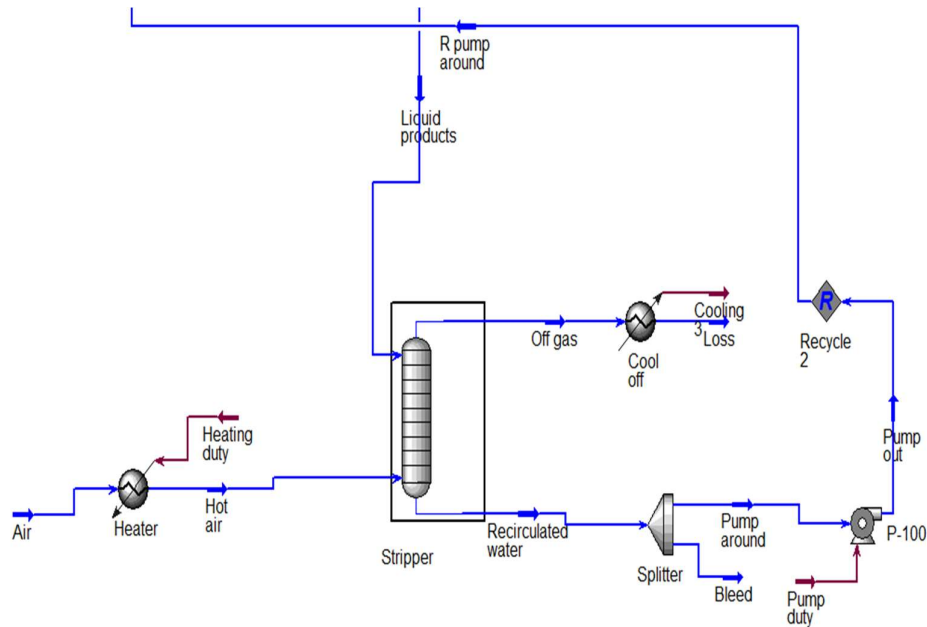 R pump
around
Liquid
products
Off gas
Cooling
3
Loss
Cool
off
R
Recycle
2
Heating
duty
Pump
out
Air
Heater
Hot
air
Stripper
Recirculated
water
Splitter
Pump
around
P-100
Bleed
Pump
duty